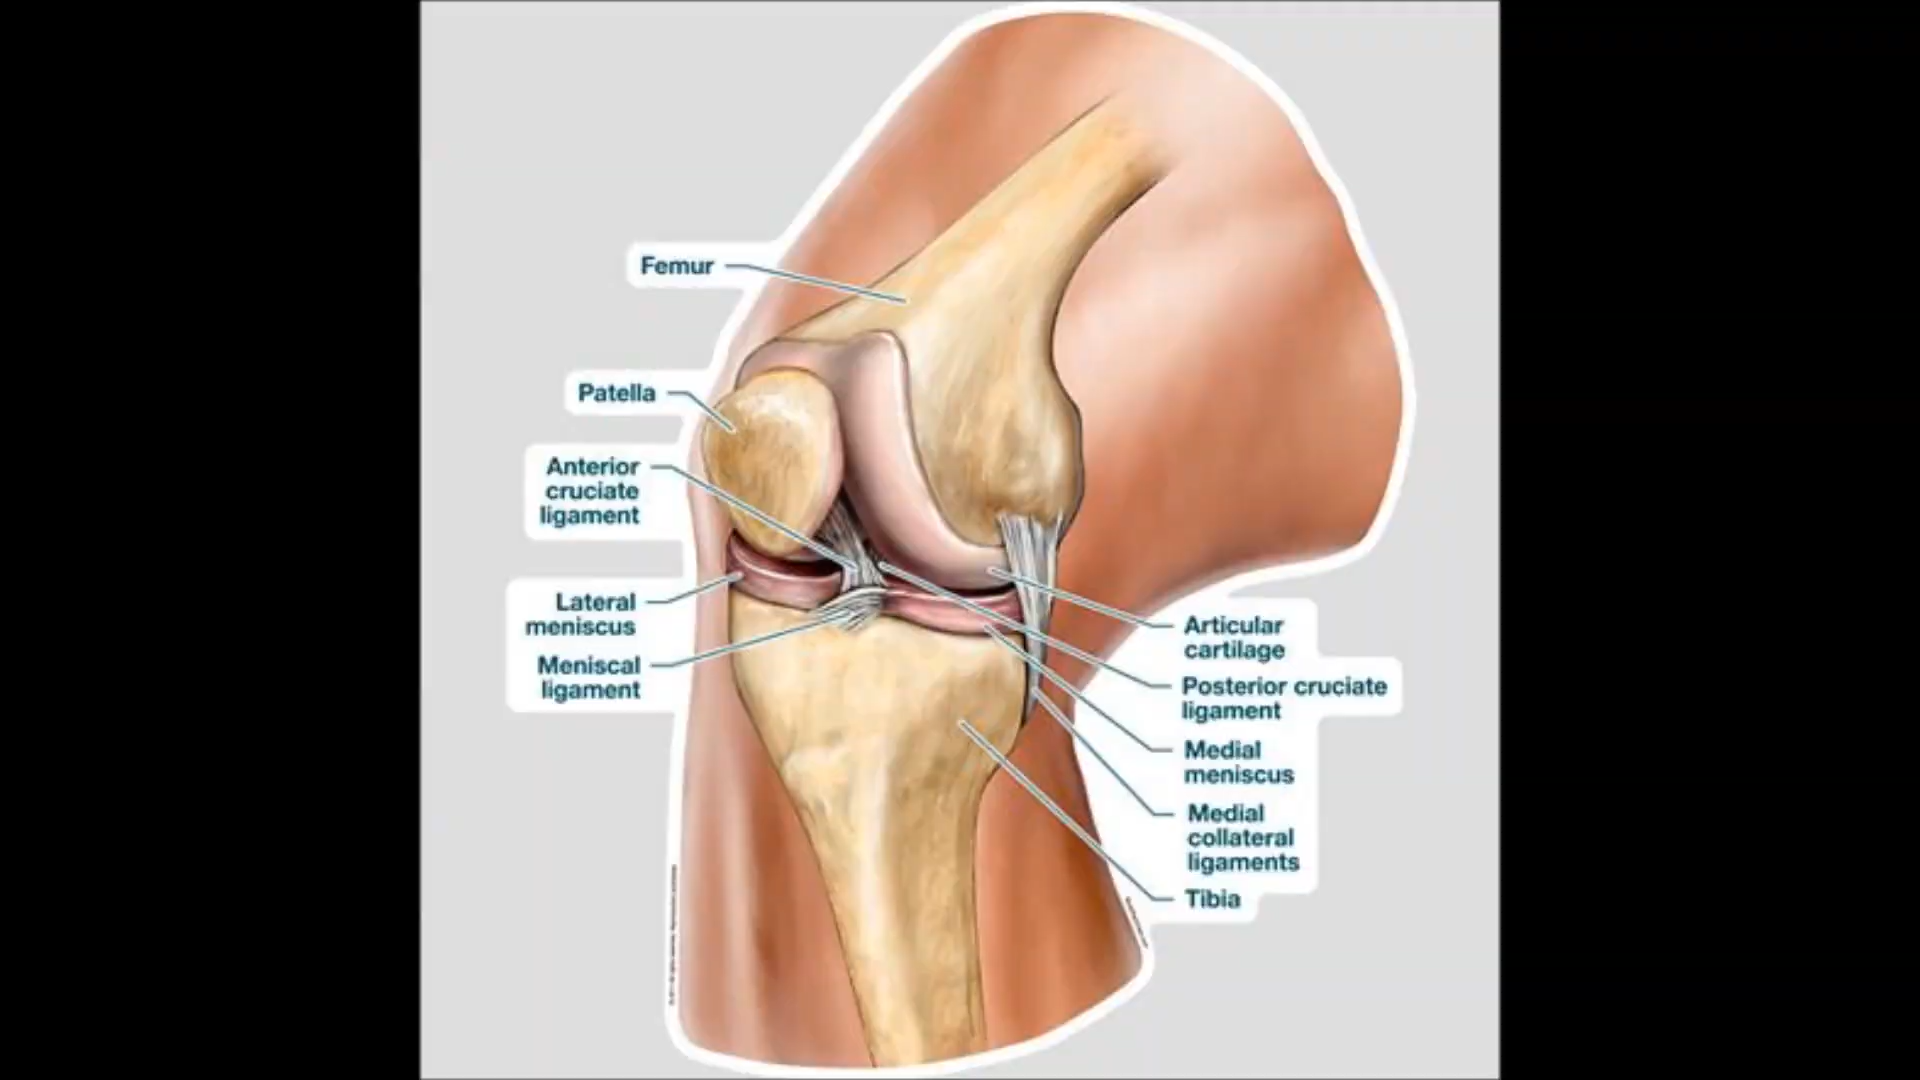 Femur
Patella
Anterior
cruciate
ligament
Lateral
meniscus
Meniscal
ligament
Articular
cartilage
Posterior cruciate
ligament
Medial
meniscus
Medial
collateral
ligaments
Tibia